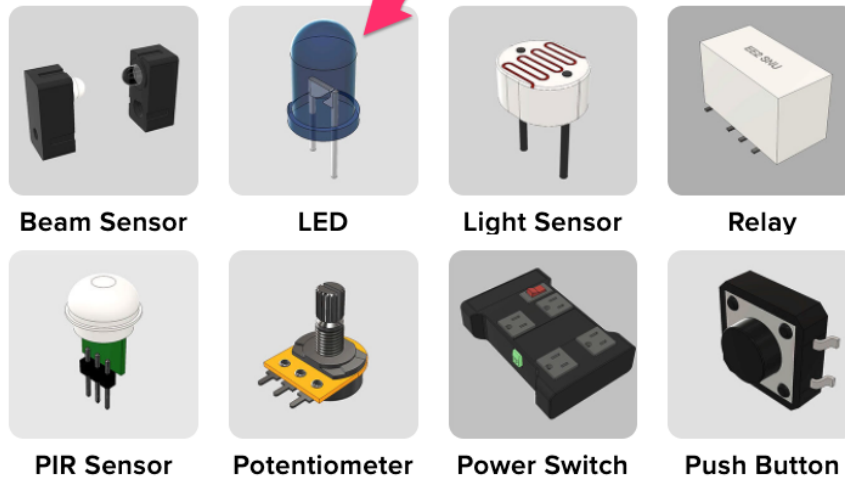 Beam Sensor
LED
Light Sensor
Relay
PIR Sensor
Potentiometer
Power Switch
Push Button